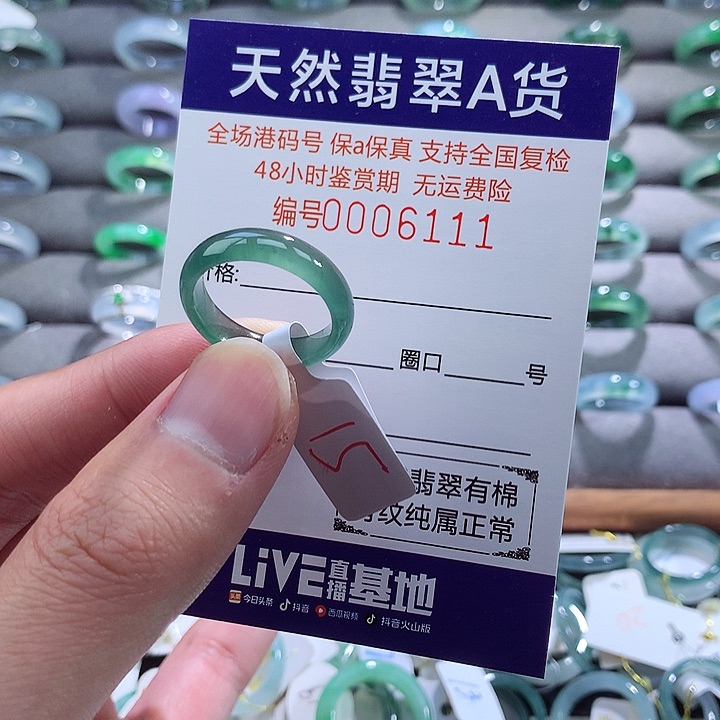 天然翡翠A货
全场港码号 保a保真 支持全国复检
48小时鉴赏期 无运费险
编号0006111
价格:
圈口 号
15
翡翠有棉
纹纯属正常
LiVE直播基地
今日头条 抖音 西瓜视频 抖音火山版